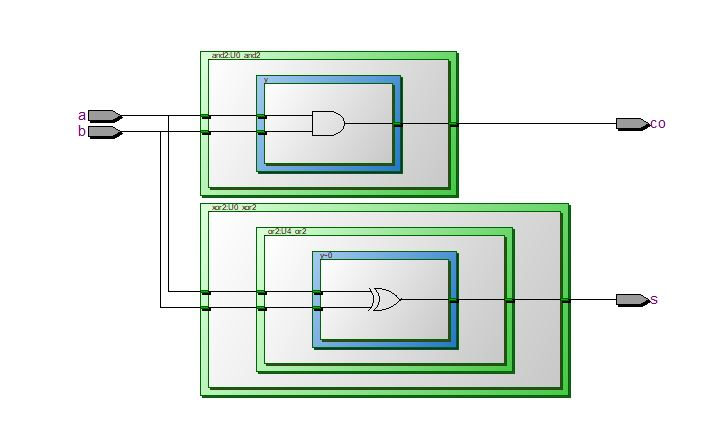 and2:U0_and2
y
a
b
co
xor2:U0_xor2
or2:U4_or2
y~0
s